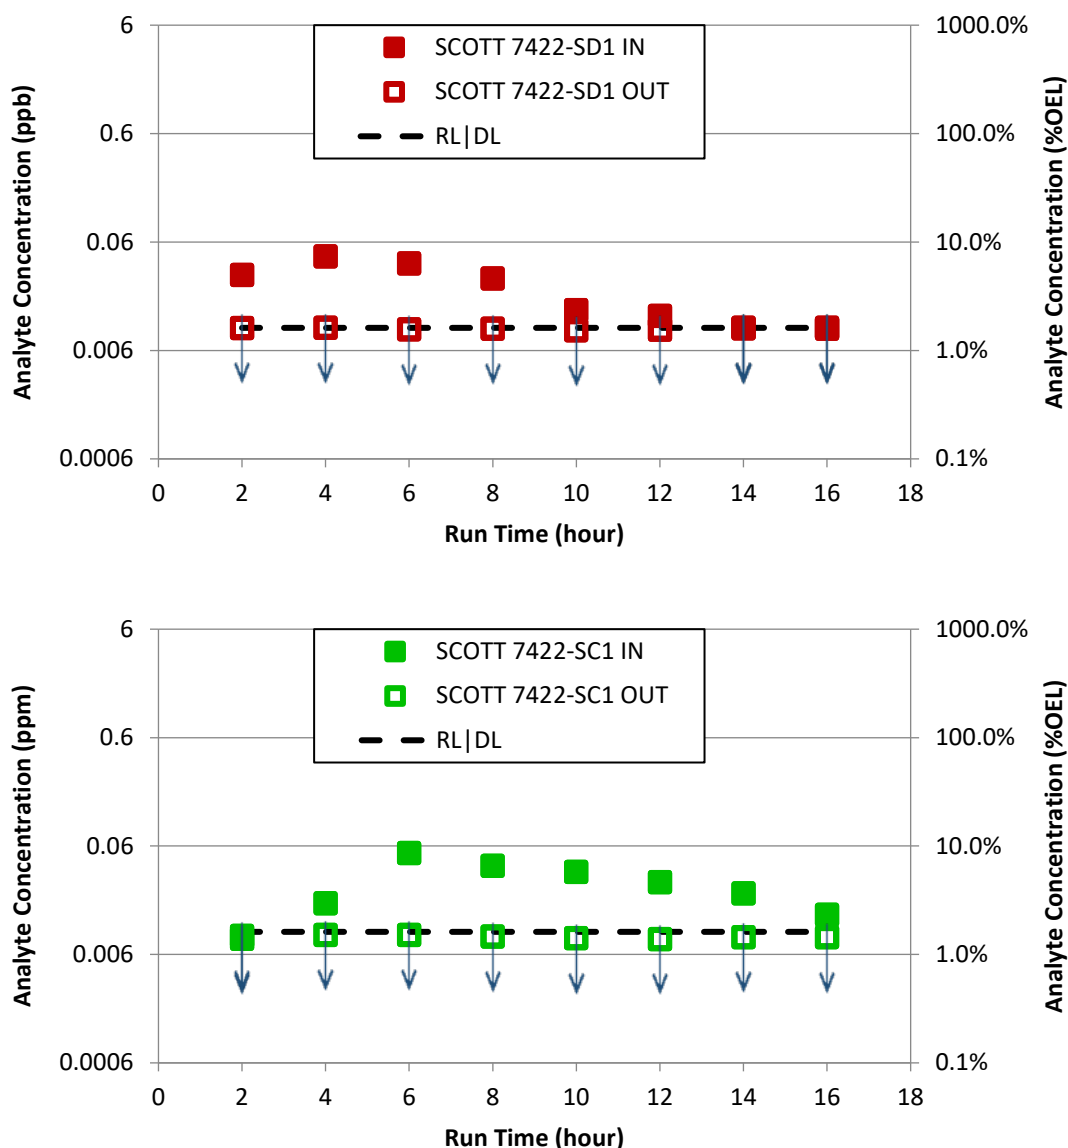 6
0.6
0.06
0.006
0.0006
Analyte Concentration (ppb)
SCOTT 7422-SD1 IN
SCOTT 7422-SD1 OUT
RL|DL
1000.0%
100.0%
10.0%
1.0%
0.1%
Analyte Concentration (%OEL)
0 2 4 6 8 10 12 14 16 18
Run Time (hour)
6
0.6
0.06
0.006
0.0006
Analyte Concentration (ppm)
SCOTT 7422-SC1 IN
SCOTT 7422-SC1 OUT
RL|DL
1000.0%
100.0%
10.0%
1.0%
0.1%
Analyte Concentration (%OEL)
0 2 4 6 8 10 12 14 16 18
Run Time (hour)